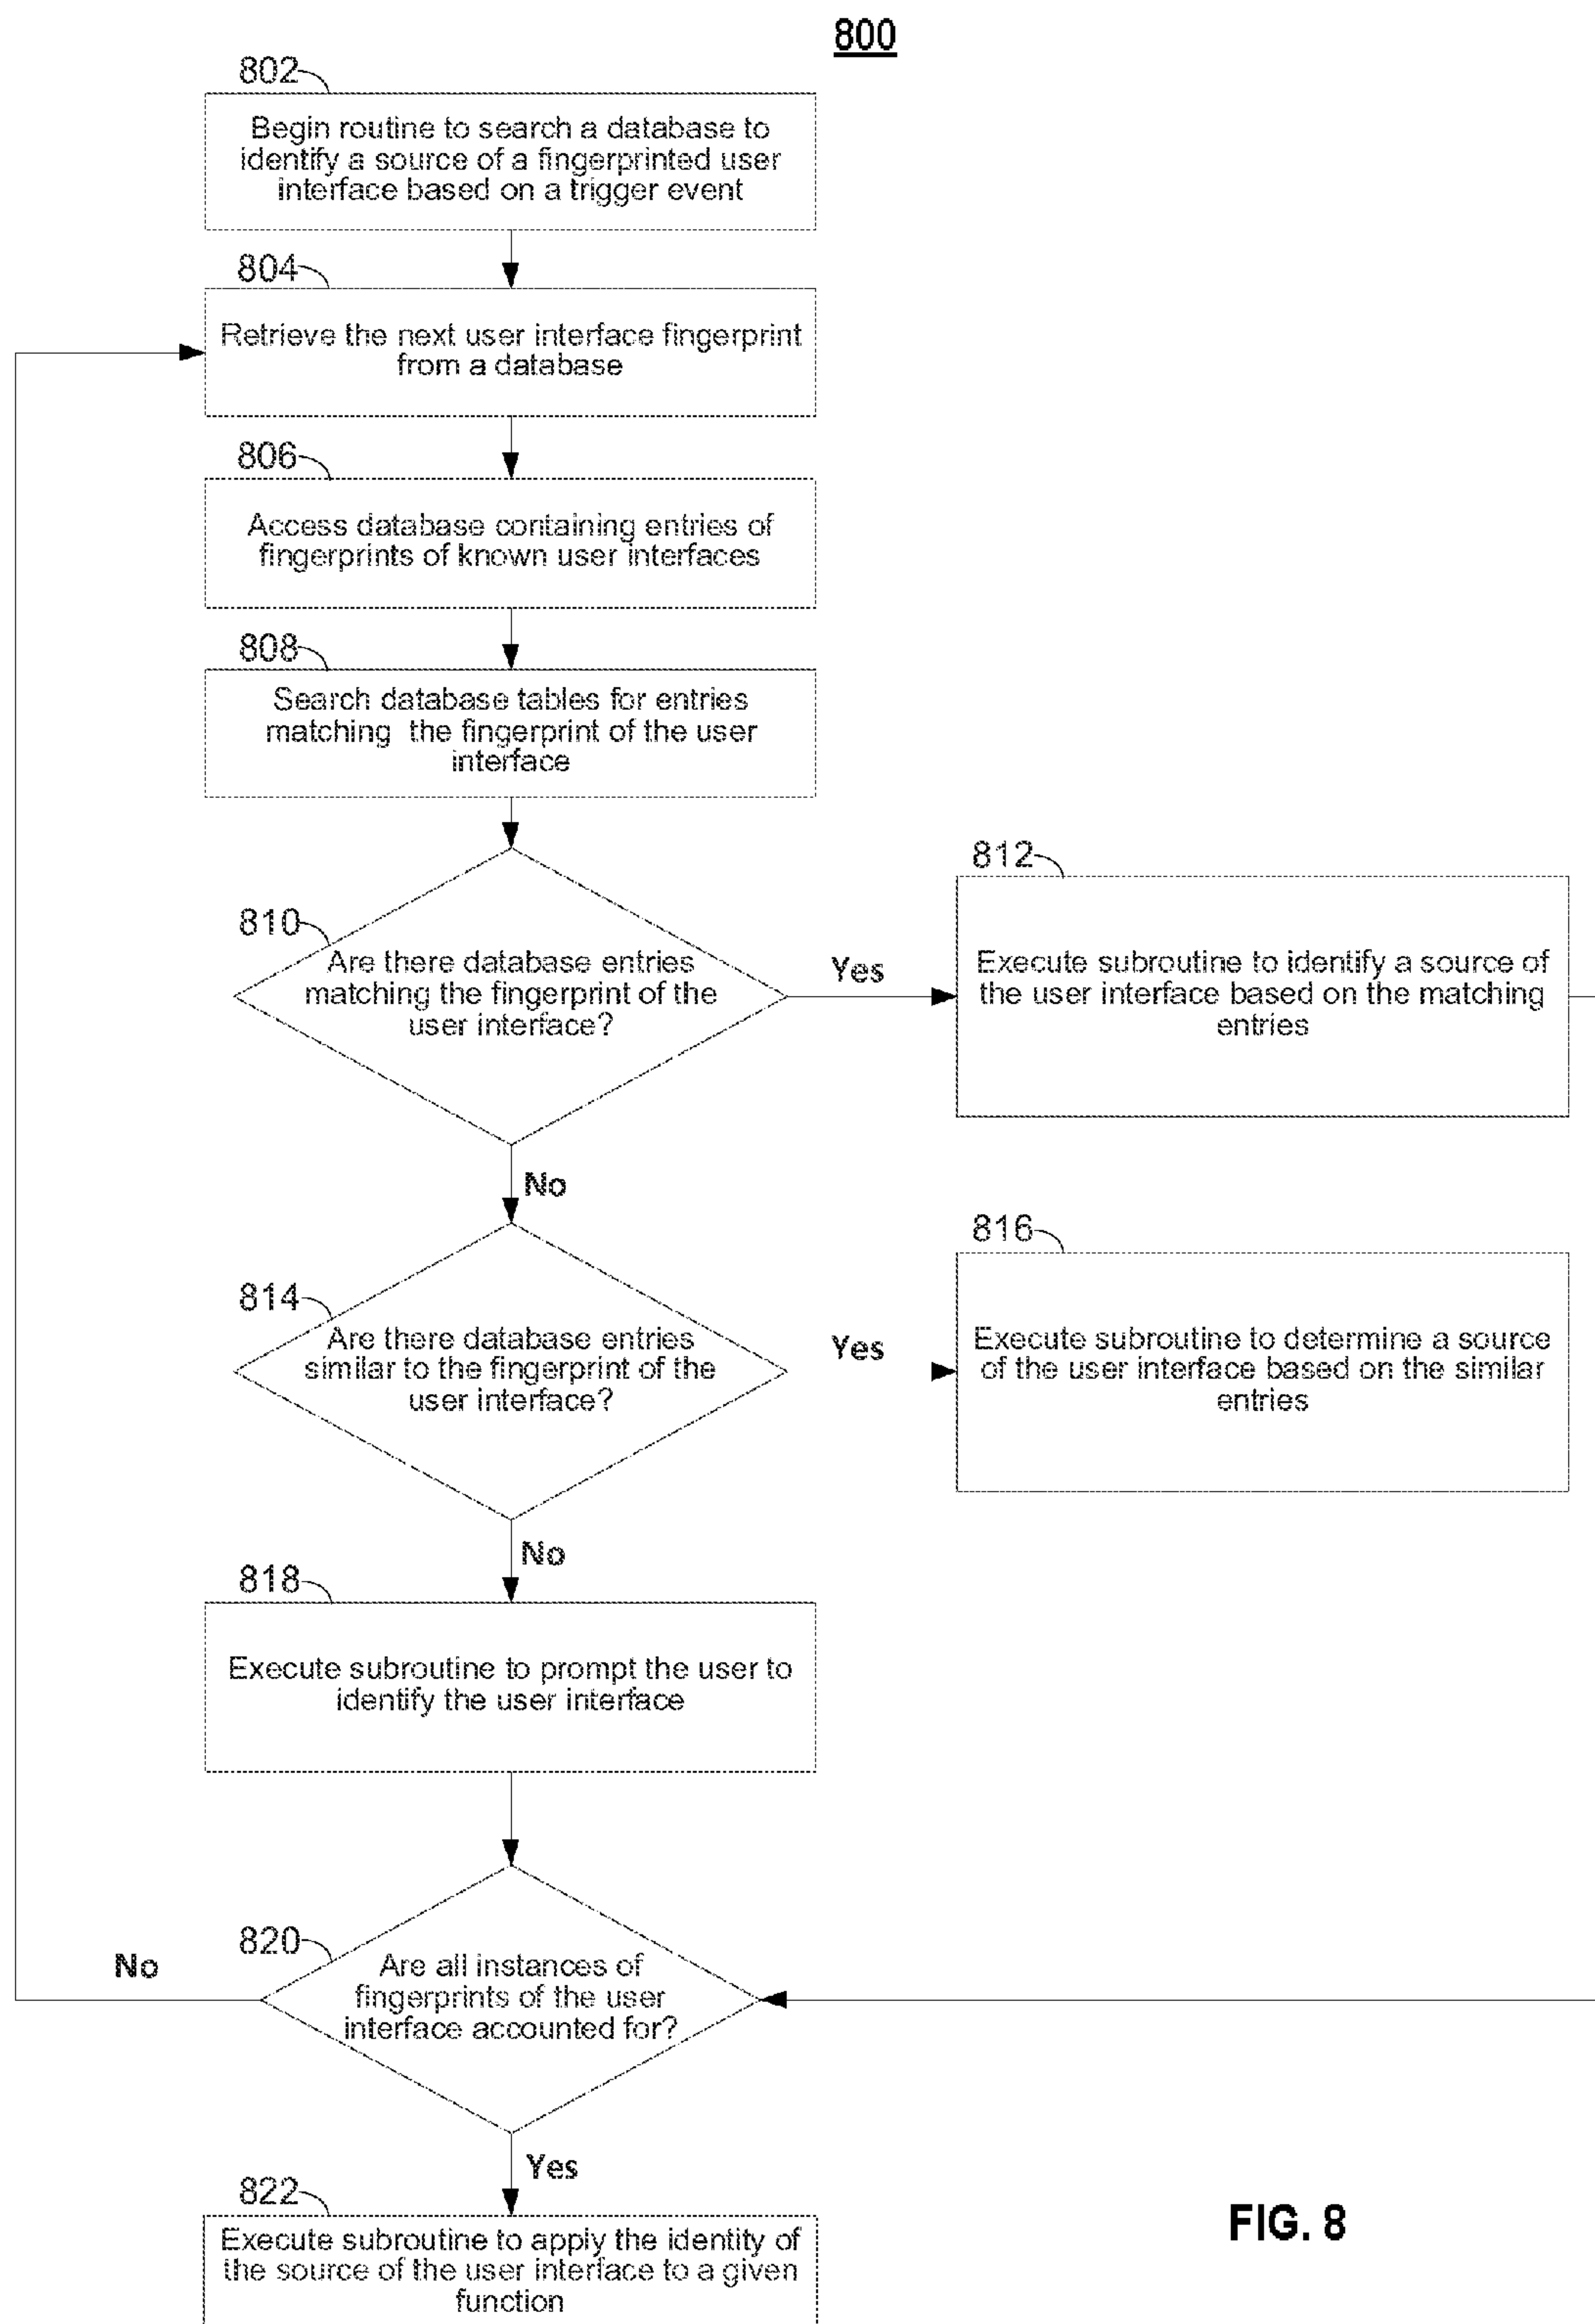 800
802
Begin routine to search a database to
identify a source of a fingerprinted user
interface based on a trigger event
804
Retrieve the next user interface fingerprint
from a database
806
Access database containing entries of
fingerprints of known user interfaces
808
Search database tables for entries
matching the fingerprint of the user
interface
810
Are there database entries
matching the fingerprint of the
user interface?
Yes
812
Execute subroutine to identify a source of
the user interface based on the matching
entries
No
814
Are there database entries
similar to the fingerprint of the
user interface?
Yes
816
Execute subroutine to determine a source
of the user interface based on the similar
entries
No
818
Execute subroutine to prompt the user to
identify the user interface
820
Are all instances of
fingerprints of the user
interface accounted for?
No
Yes
822
Execute subroutine to apply the identity of
the source of the user interface to a given
function
FIG. 8